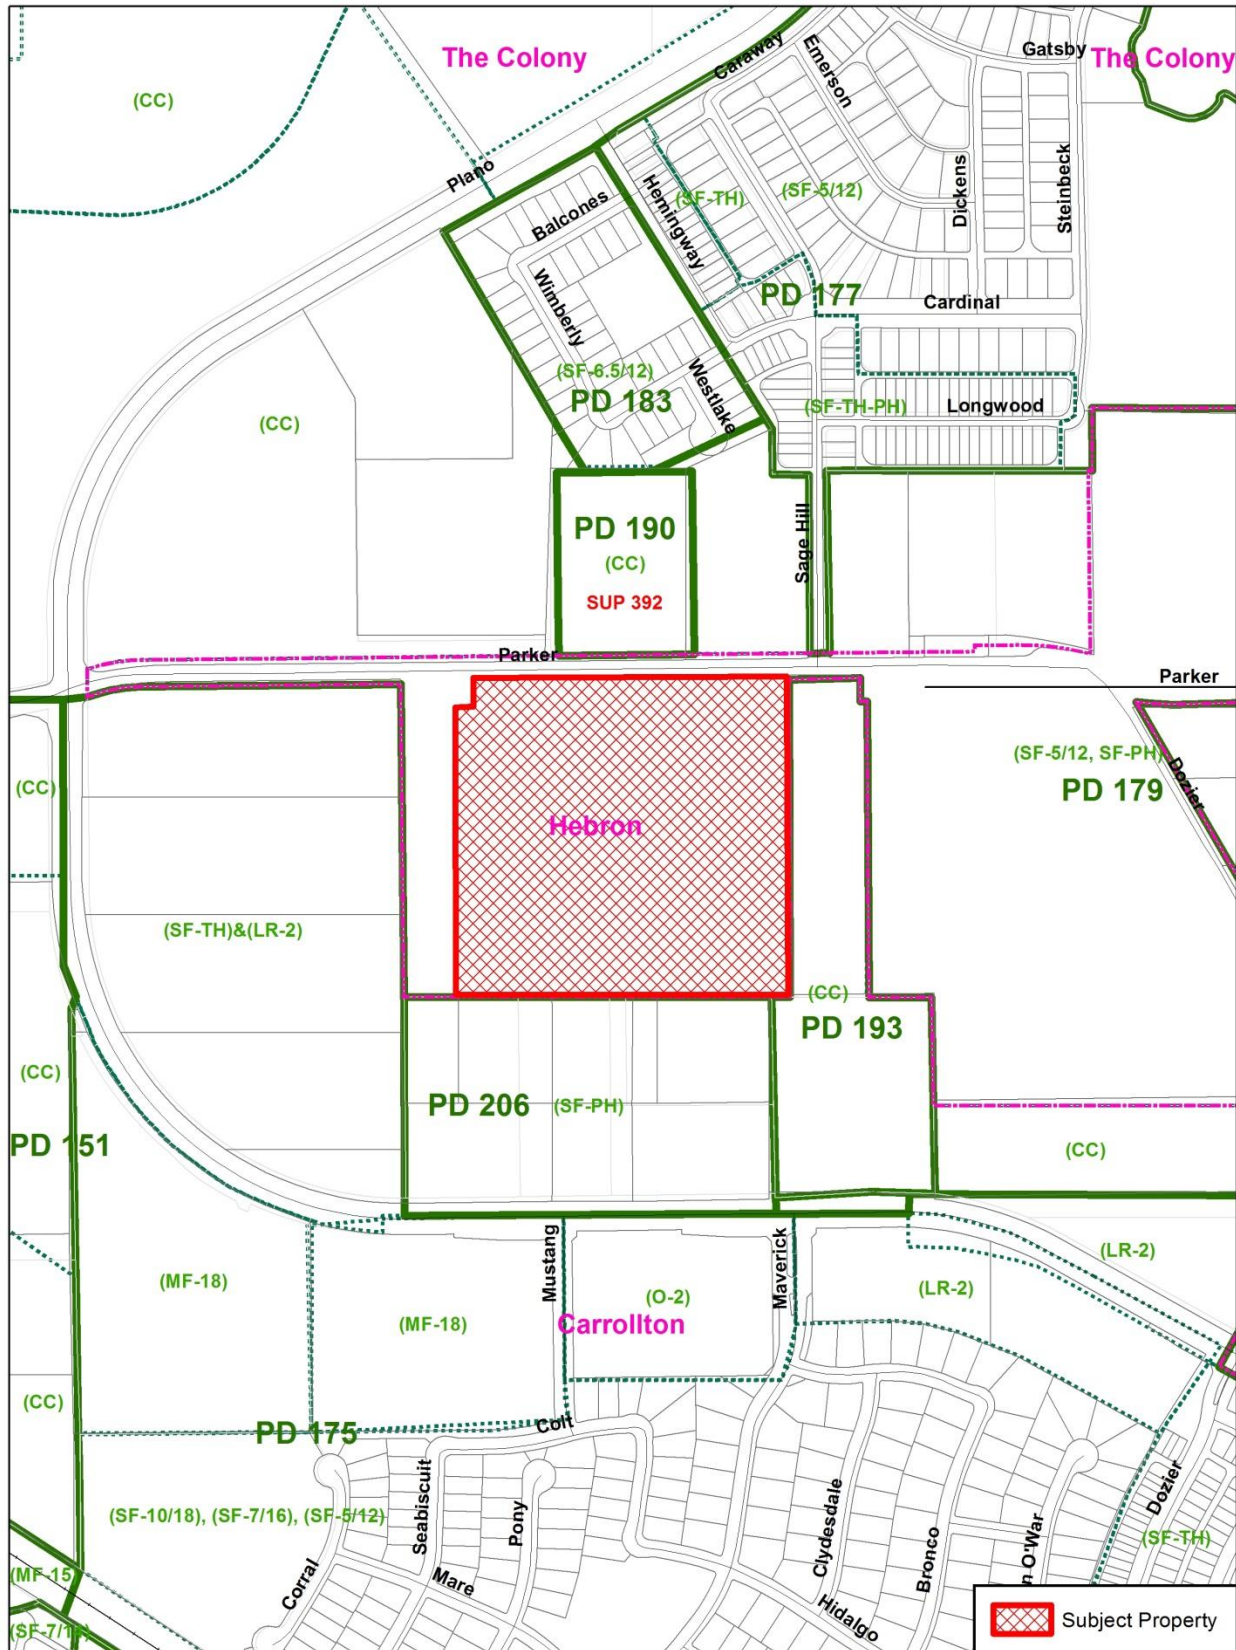 The Colony
Gatsby
The Colony
Caraway
Emerson
(CC)
Plano
Balcones
Hemingway
(SF-TH)
(SF-5/12)
Dickens
Steinbeck
Wimberly
PD 177
Cardinal
(SF-6.5/12)
PD 183
Westlake
(SF-TH-PH)
Longwood
(CC)
PD 190
(CC)
SUP 392
Sage Hill
Parker
Parker
(SF-5/12, SF-PH)
PD 179
Dozier
(CC)
Hebron
(SF-TH)&(LR-2)
(CC)
PD 193
(CC)
PD 206
(SF-PH)
PD 151
(CC)
(MF-18)
Mustang
Maverick
(LR-2)
(O-2)
(LR-2)
(MF-18)
Carrollton
(CC)
PD 175
Colt
Seabiscuit
Pony
Clydesdale
Bronco
n O'War
Dozier
(SF-10/18), (SF-7/16), (SF-5/12)
(SF-TH)
(MF-15)
Corral
Mare
Hidalgo
Subject Property